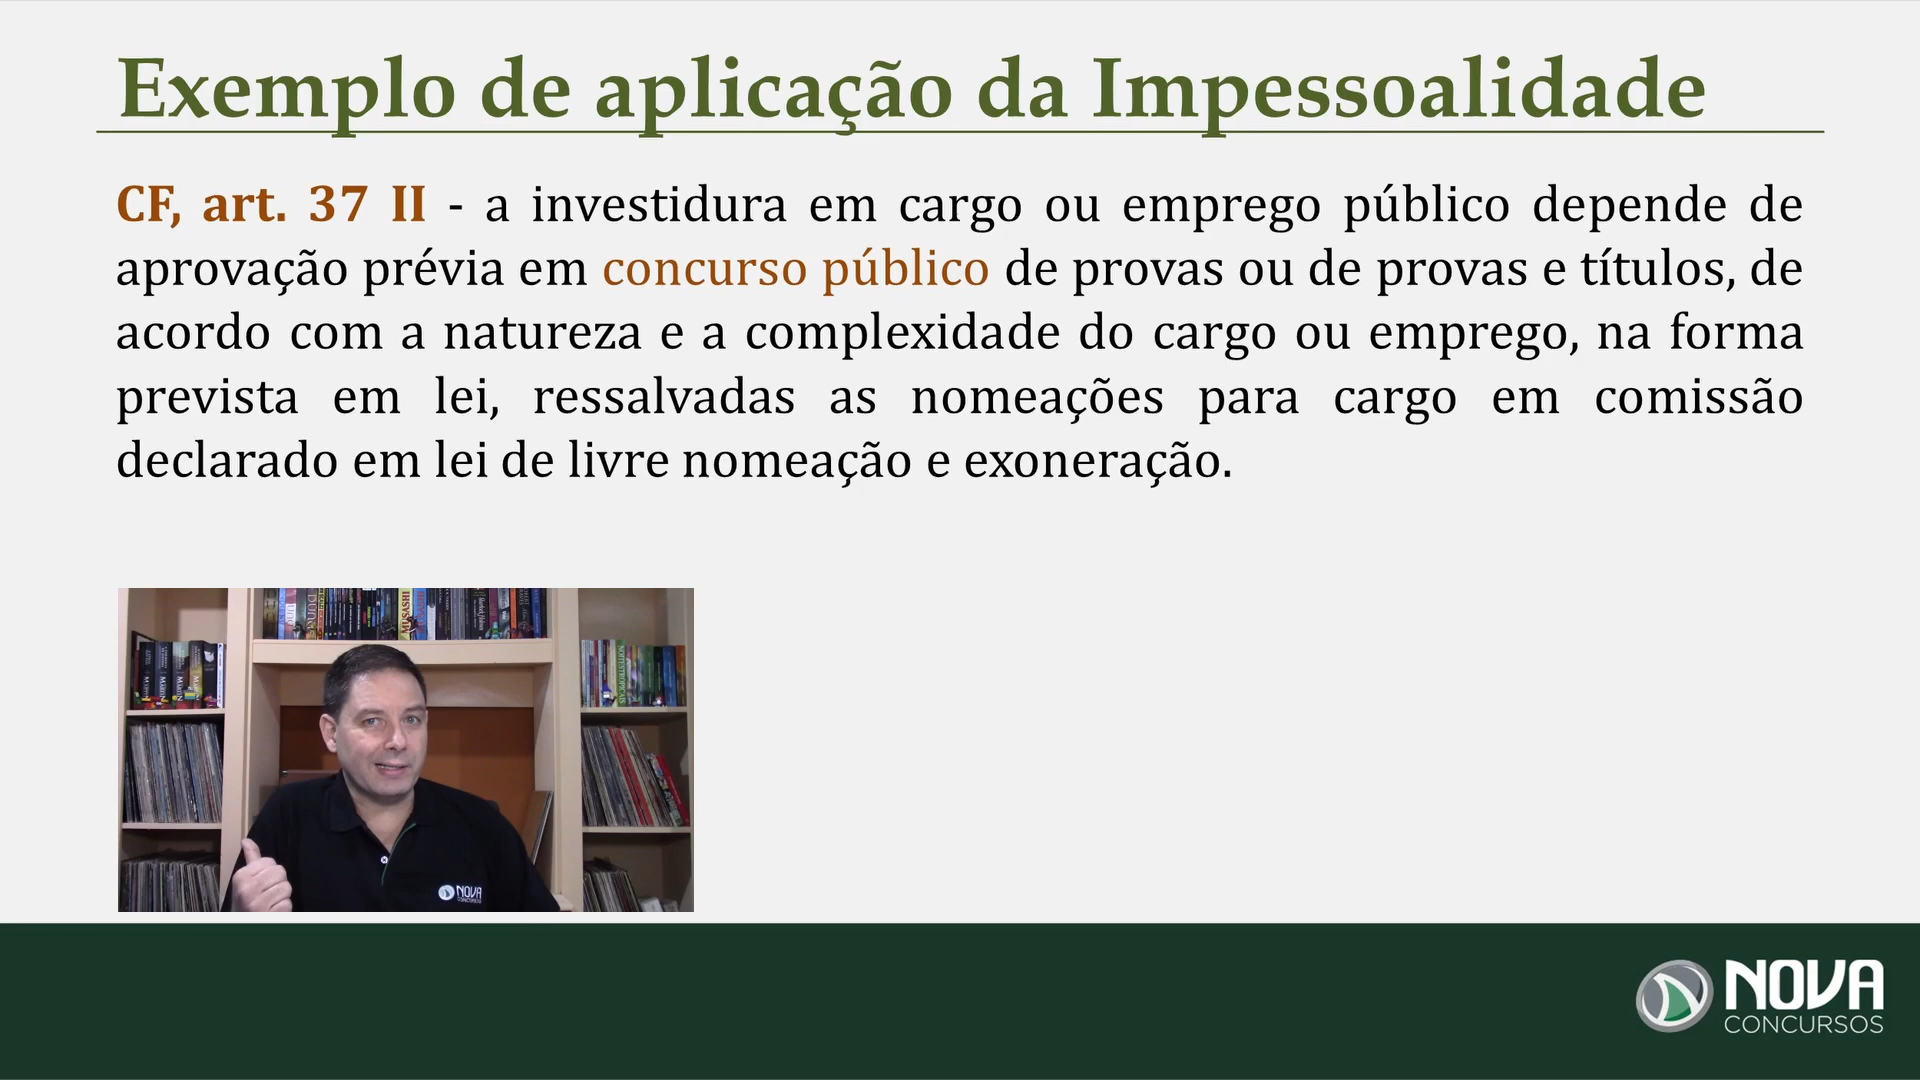 Exemplo de aplicação da Impessoalidade
CF, art. 37 II - a investidura em cargo ou emprego público depende de
aprovação prévia em concurso público de provas ou de provas e títulos, de
acordo com a natureza e a complexidade do cargo ou emprego, na forma
prevista em lei, ressalvadas as nomeações para cargo em comissão
declarado em lei de livre nomeação e exoneração.
MUSASHI
NOVA
CONCURSOS
NOVA
CONCURSOS